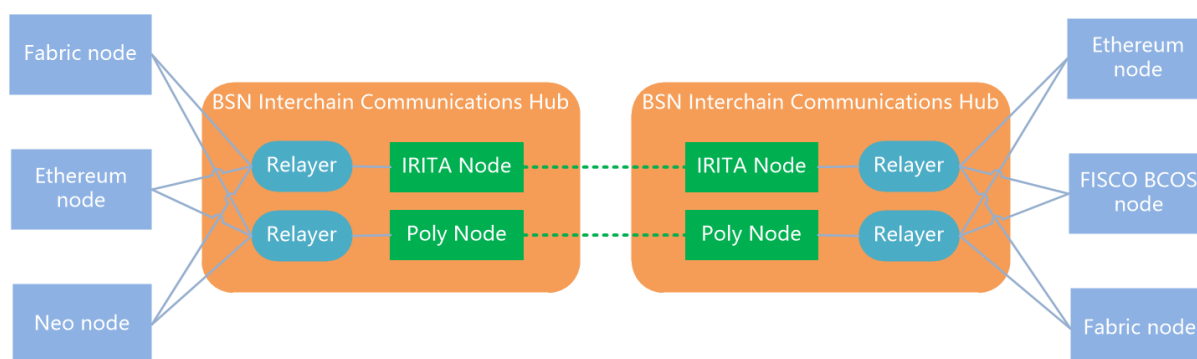 Fabric node
Ethereum
node
Neo node
BSN Interchain Communications Hub
Relayer
IRITA Node
Relayer
Poly Node
BSN Interchain Communications Hub
IRITA Node
Relayer
Poly Node
Relayer
Ethereum
node
FISCO BCOS
node
Fabric node